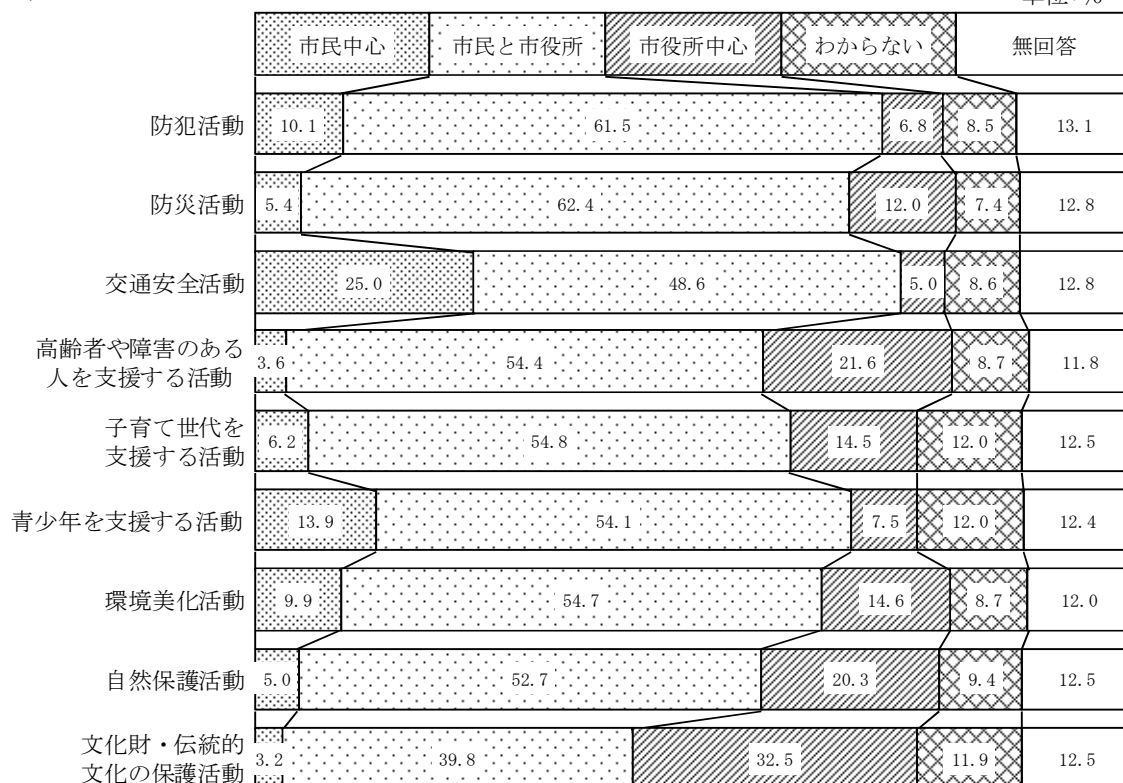 単位:%
市民中心 市民と市役所 市役所中心 わからない 無回答
防犯活動 10.1 61.5 6.8 8.5 13.1
防災活動 5.4 62.4 12.0 7.4 12.8
交通安全活動 25.0 48.6 5.0 8.6 12.8
高齢者や障害のある
人を支援する活動 3.6 54.4 21.6 8.7 11.8
子育て世代を
支援する活動 6.2 54.8 14.5 12.0 12.5
青少年を支援する活動 13.9 54.1 7.5 12.0 12.4
環境美化活動 9.9 54.7 14.6 8.7 12.0
自然保護活動 5.0 52.7 20.3 9.4 12.5
文化財・伝統的
文化の保護活動 3.2 39.8 32.5 11.9 12.5